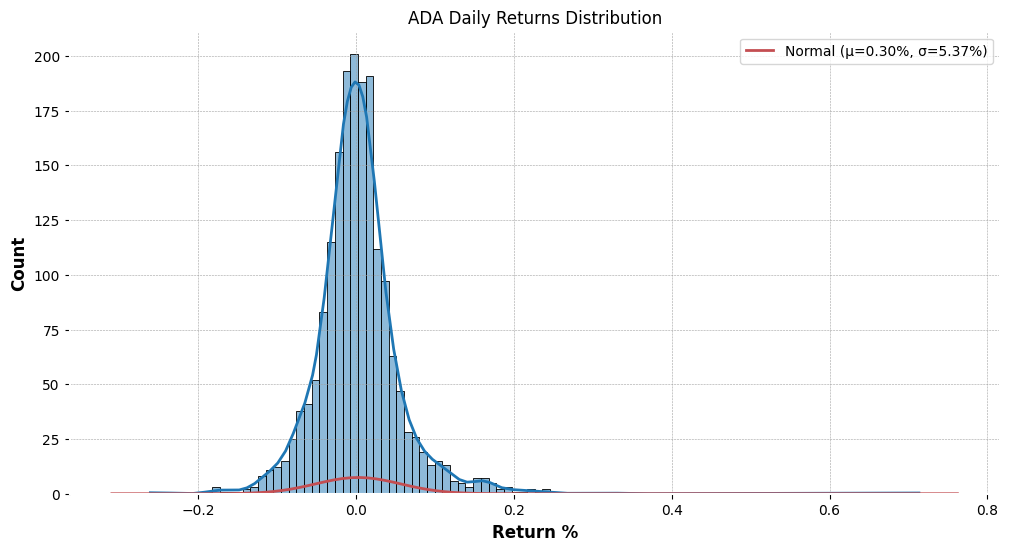 ADA Daily Returns Distribution
Normal (μ=0.30%, σ=5.37%)
200
175
150
125
100
75
50
25
0
Count
−0.2 0.0 0.2 0.4 0.6 0.8
Return %